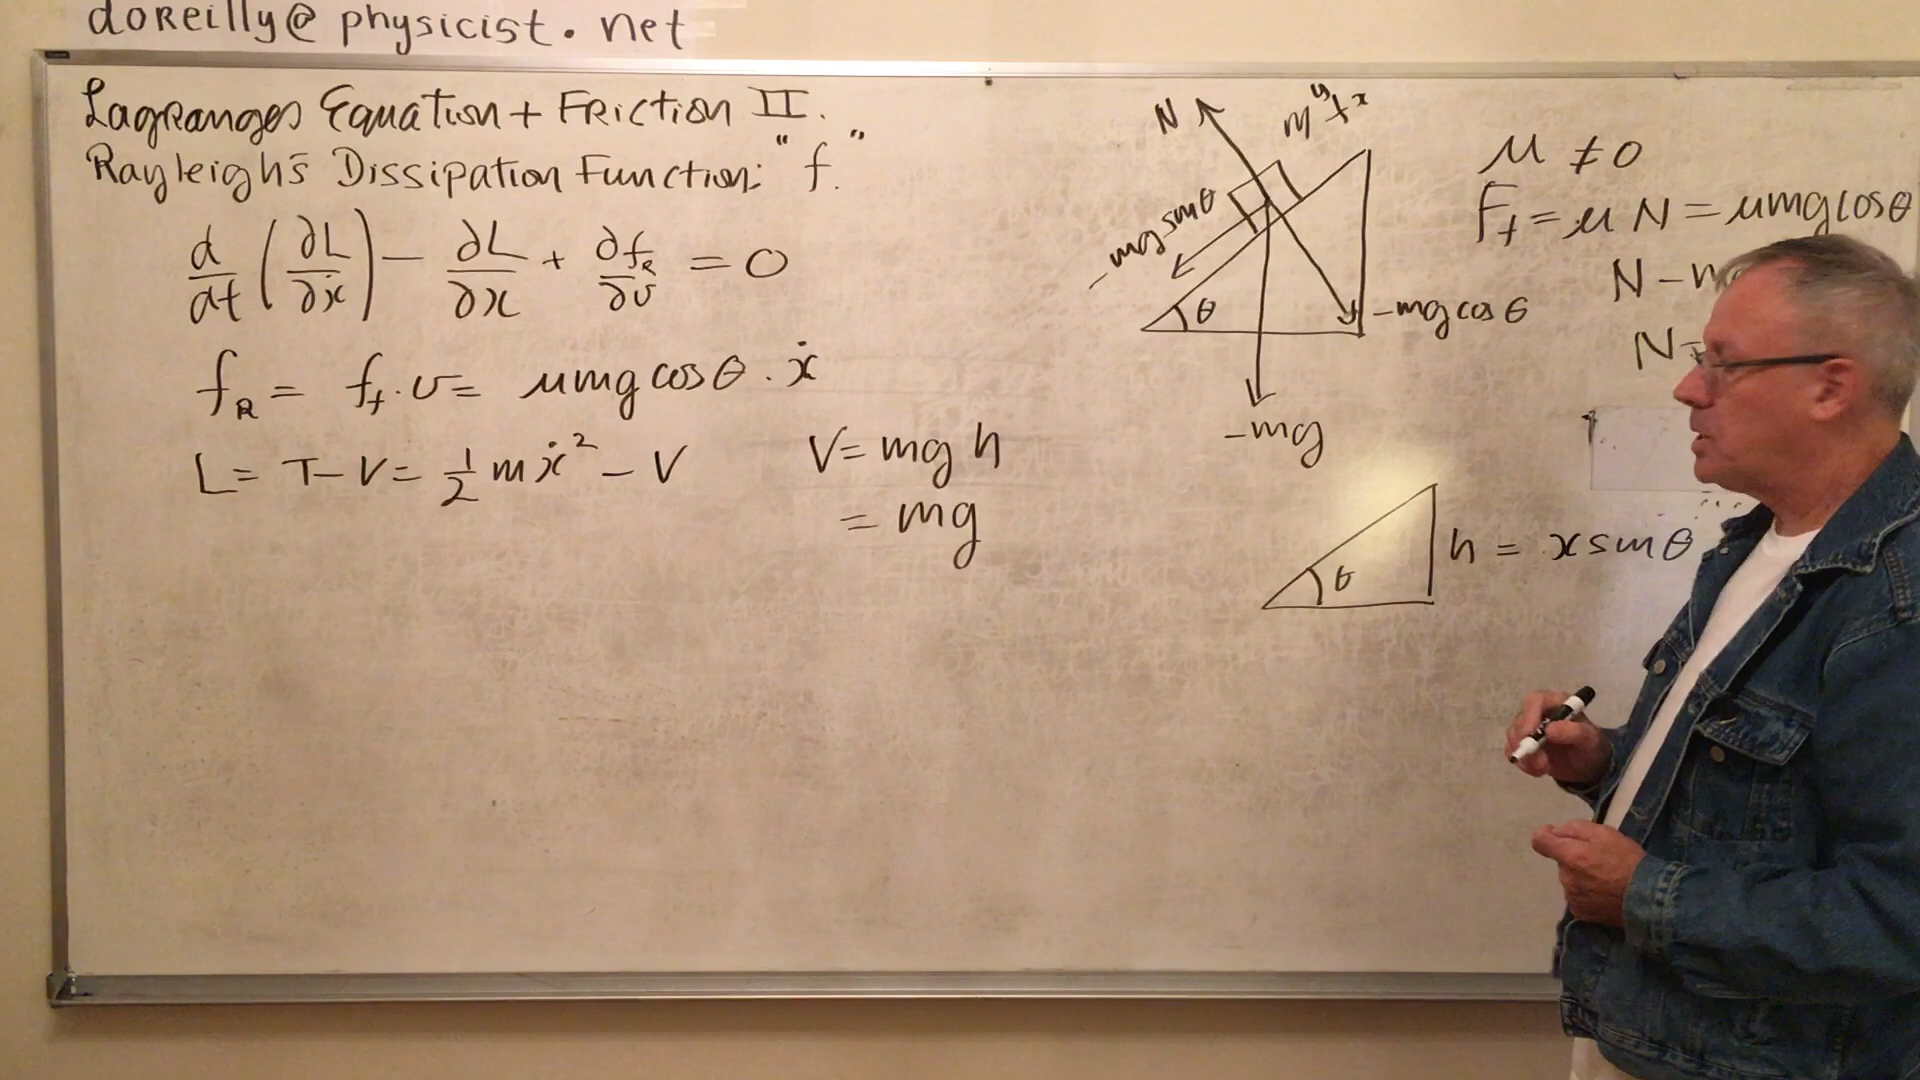 doreilly@physicist.net
Lagranges Equation + Friction II.
Rayleigh's Dissipation Function: "f."
d/dt (∂L/∂ẋ) - ∂L/∂x + ∂f_R/∂v = 0
f_R = f_f · v = μmg cosθ · ẋ
L = T - V = 1/2 mẋ² - V
V = mg h
= mg
N
m
y
x
-mg sinθ
θ
-mg cosθ
-mg
μ ≠ 0
F_f = μN = μmg cosθ
N - m
N
θ
h = x sinθ